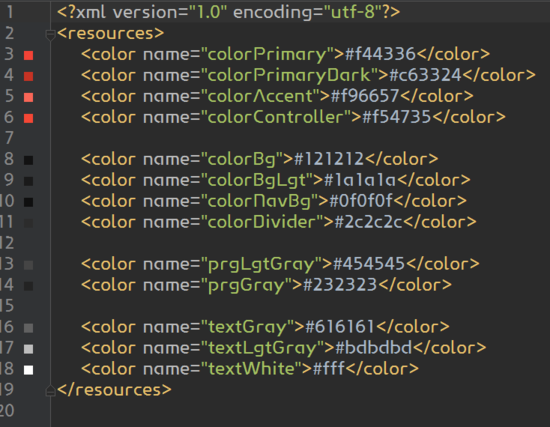 1 <?xml version="1.0" encoding="utf-8"?>
2 <resources>
3 <color name="colorPrimary">#f44336</color>
4 <color name="colorPrimaryDark">#c63324</color>
5 <color name="colorAccent">#f96657</color>
6 <color name="colorController">#f54735</color>
7
8 <color name="colorBg">#121212</color>
9 <color name="colorBgLgt">#1a1a1a</color>
10 <color name="colorNavBg">#0f0f0f</color>
11 <color name="colorDivider">#2c2c2c</color>
12
13 <color name="prgLgtGray">#454545</color>
14 <color name="prgGray">#232323</color>
15
16 <color name="textGray">#616161</color>
17 <color name="textLgtGray">#bdbdbd</color>
18 <color name="textWhite">#fff</color>
19 </resources>
20